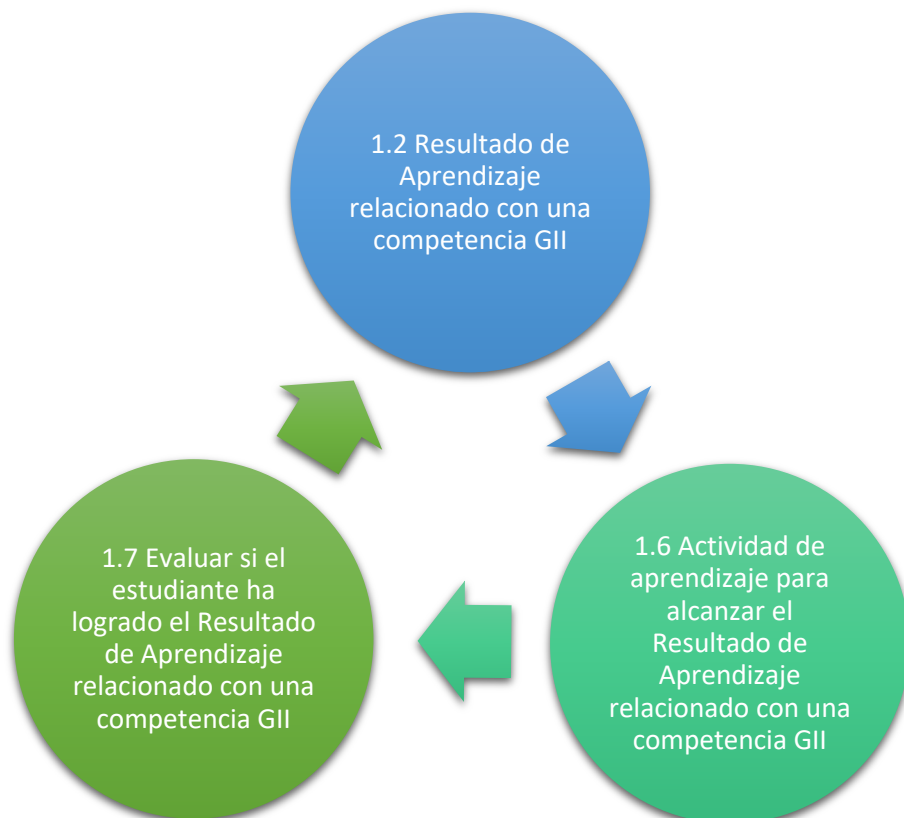 1.2 Resultado de
Aprendizaje
relacionado con una
competencia GII
1.6 Actividad de
aprendizaje para
alcanzar el
Resultado de
Aprendizaje
relacionado con una
competencia GII
1.7 Evaluar si el
estudiante ha
logrado el Resultado
de Aprendizaje
relacionado con una
competencia GII